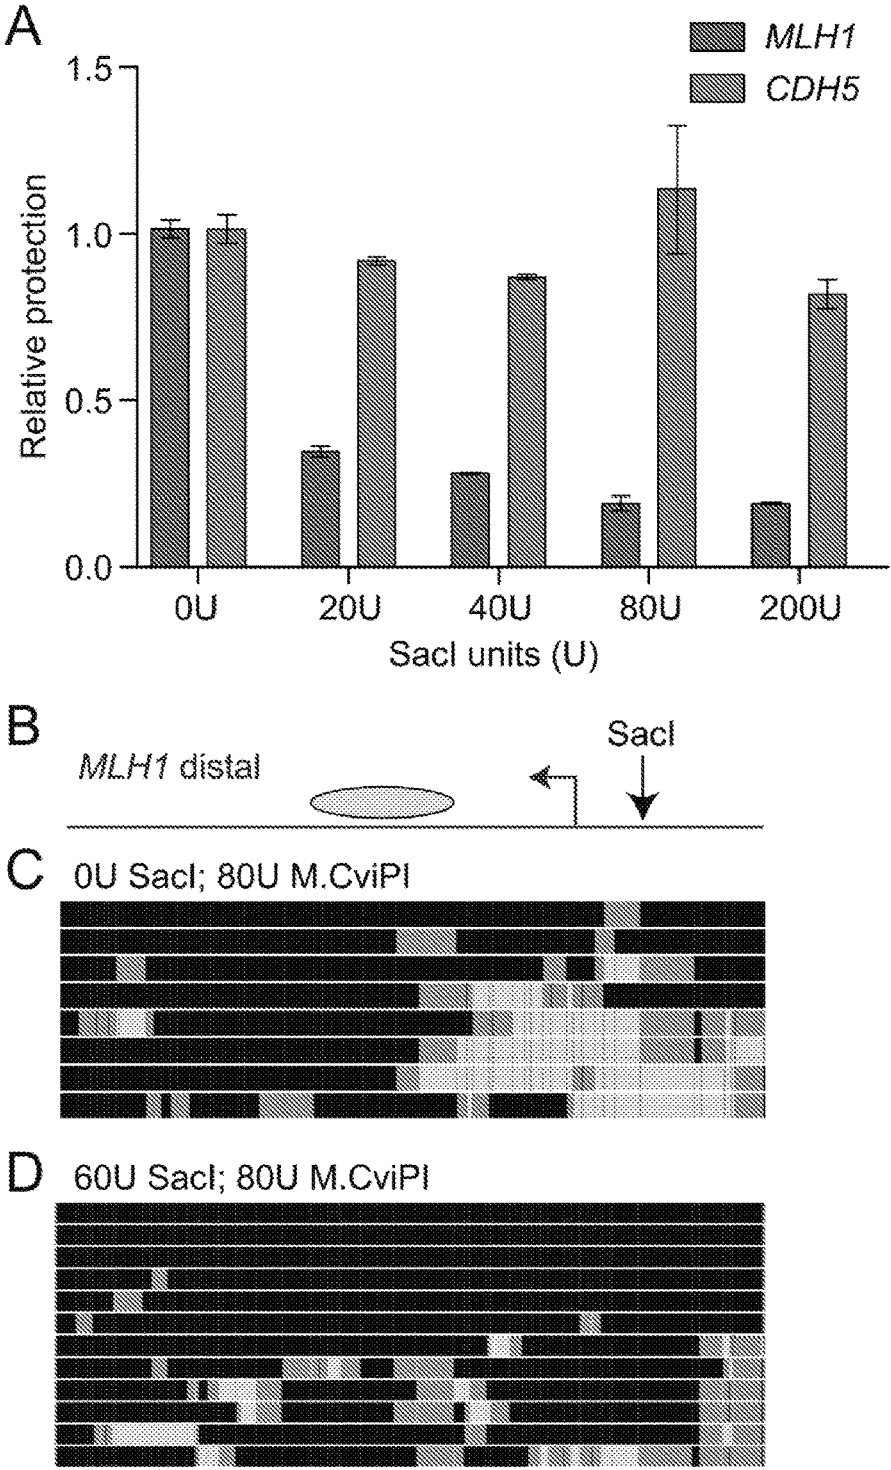 A
MLH1
CDH5
1.5
1.0
0.5
0.0
Relative protection
0U 20U 40U 80U 200U
SacI units (U)
B
SacI
MLH1 distal
C 0U SacI; 80U M.CviPI
D 60U SacI; 80U M.CviPI